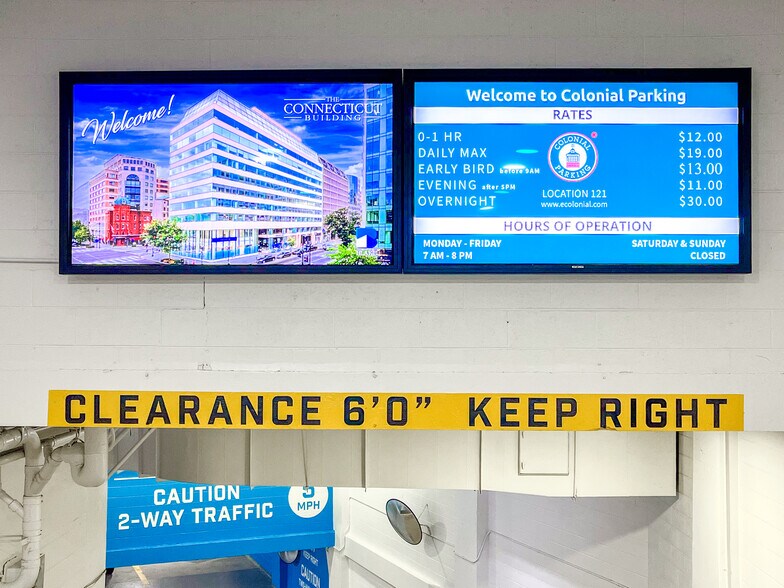 Welcome!
THE
CONNECTICUT
BUILDING
Welcome to Colonial Parking
RATES
0-1 HR $12.00
DAILY MAX $19.00
EARLY BIRD before 9AM $13.00
EVENING after 5PM $11.00
OVERNIGHT $30.00
COLONIAL
PARKING
LOCATION 121
www.ecolonial.com
HOURS OF OPERATION
MONDAY - FRIDAY SATURDAY & SUNDAY
7 AM - 8 PM CLOSED
CLEARANCE 6'0" KEEP RIGHT
CAUTION
2-WAY TRAFFIC
5
MPH
CAUTION